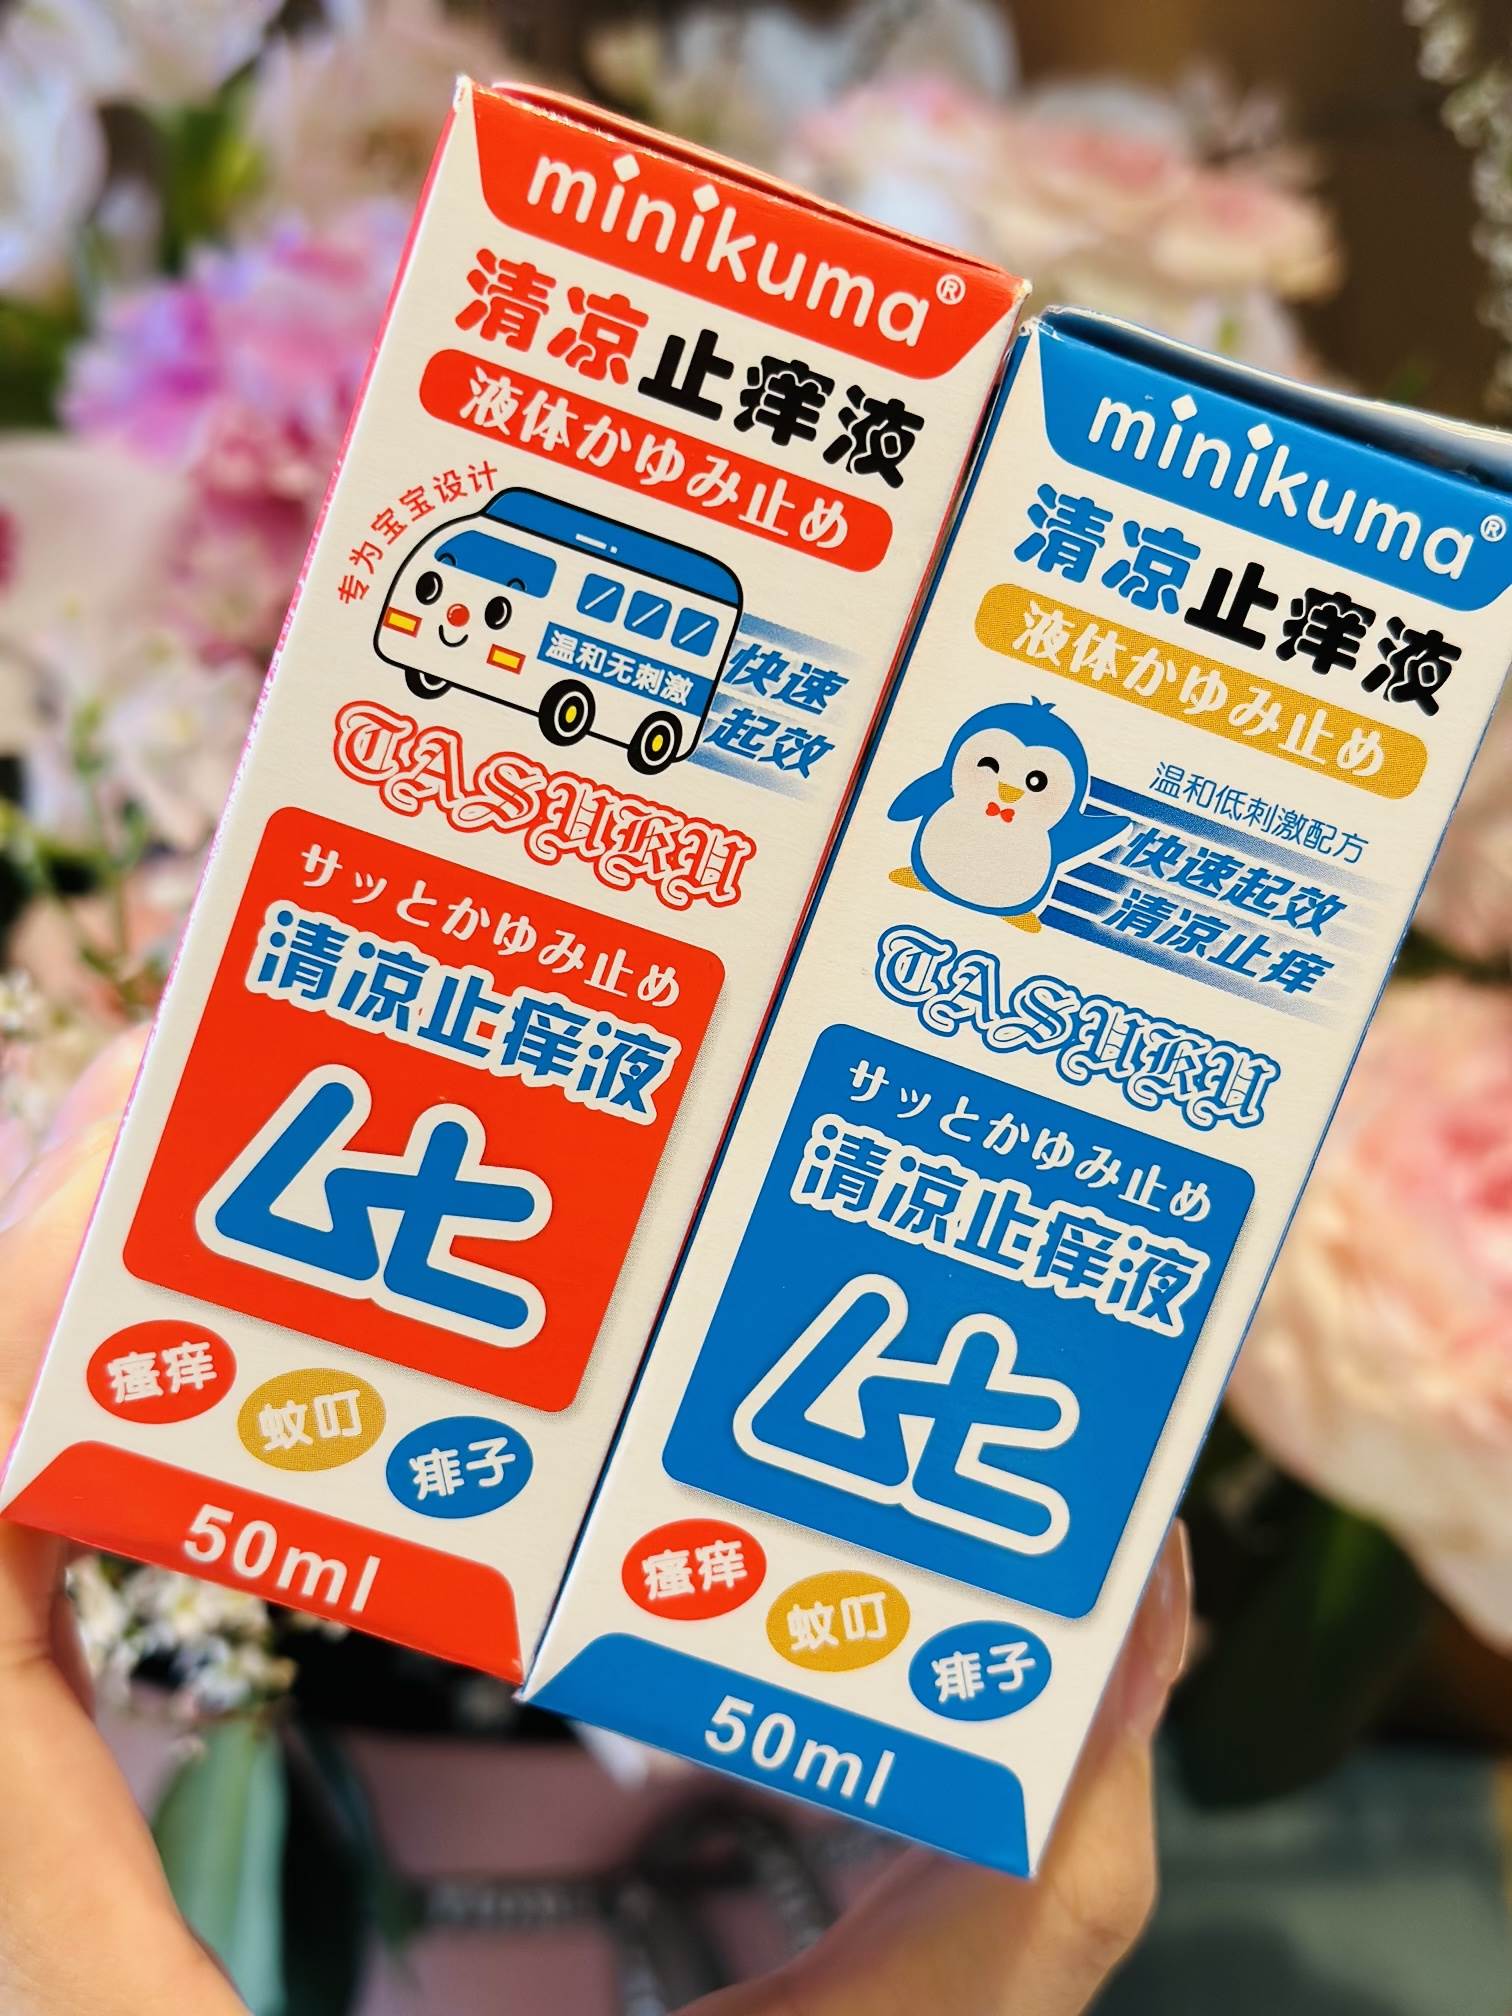 minikuma®
清凉止痒液
液体かゆみ止め
专为宝宝设计
温和无刺激
快速
起效
TASUKU
サッとかゆみ止め
清凉止痒液
瘙痒
蚊叮
痱子
50ml
minikuma®
清凉止痒液
液体かゆみ止め
温和低刺激配方
快速起效
清凉止痒
TASUKU
サッとかゆみ止め
清凉止痒液
瘙痒
蚊叮
痱子
50ml